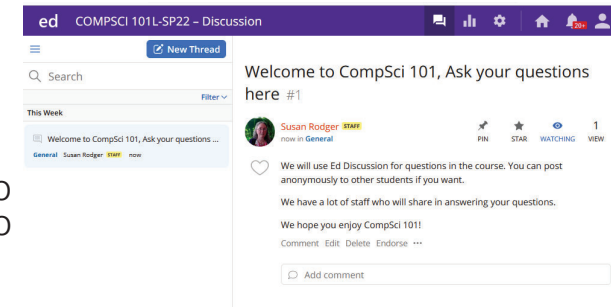 ed COMPSCI 101L-SP22 – Discussion
20+
New Thread
Search
Filter
This Week
Welcome to CompSci 101, Ask your questions ...
General Susan Rodger STAFF now
Welcome to CompSci 101, Ask your questions
here #1
Susan Rodger STAFF
now in General
PIN STAR WATCHING 1 VIEW
We will use Ed Discussion for questions in the course. You can post
anonymously to other students if you want.
We have a lot of staff who will share in answering your questions.
We hope you enjoy CompSci 101!
Comment Edit Delete Endorse •••
Add comment